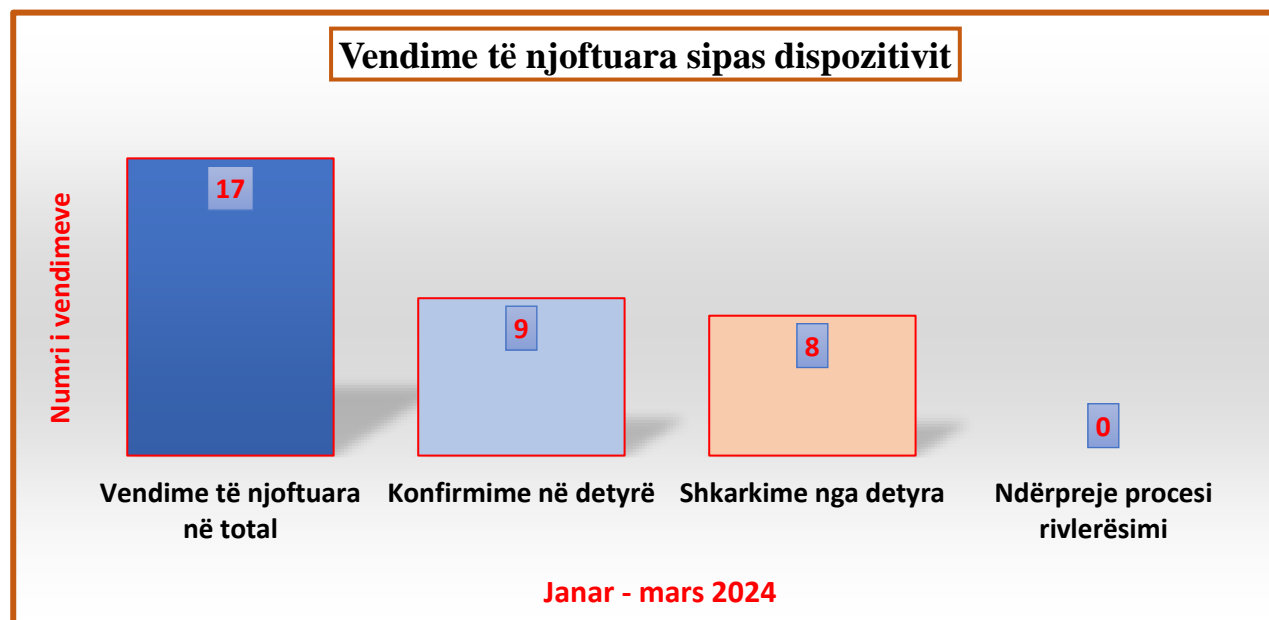 Vendime të njoftuara sipas dispozitivit
Numri i vendimeve
17
9
8
0
Vendime të njoftuara
në total
Konfirmime në detyrë
Shkarkime nga detyra
Ndërpreje procesi
rivlerësimi
Janar - mars 2024